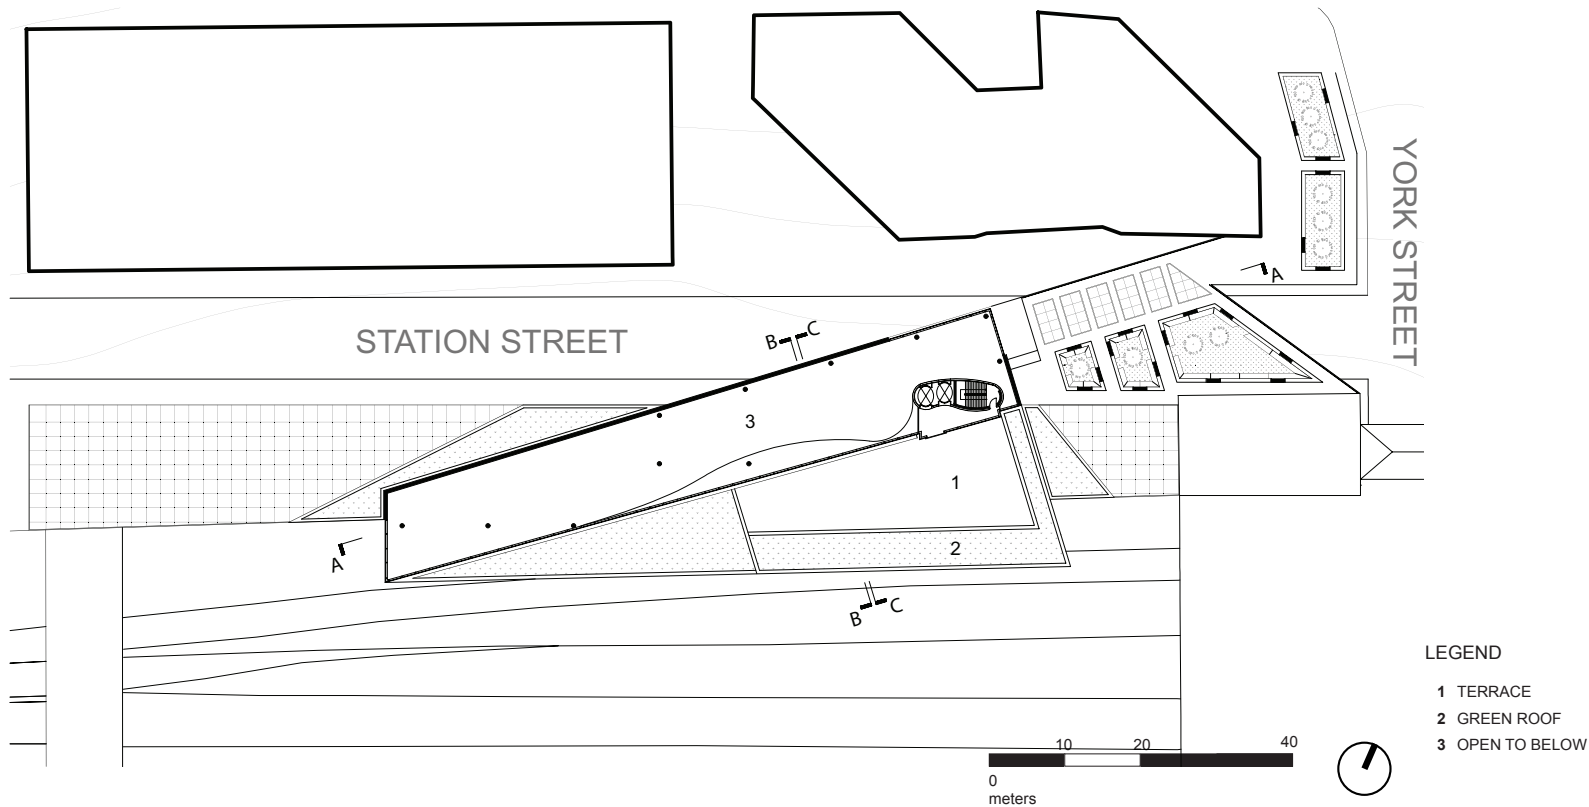 YORK STREET
A
STATION STREET
B C
3
1
A
2
B C
LEGEND
1 TERRACE
2 GREEN ROOF
3 OPEN TO BELOW
10 20 40
0
meters